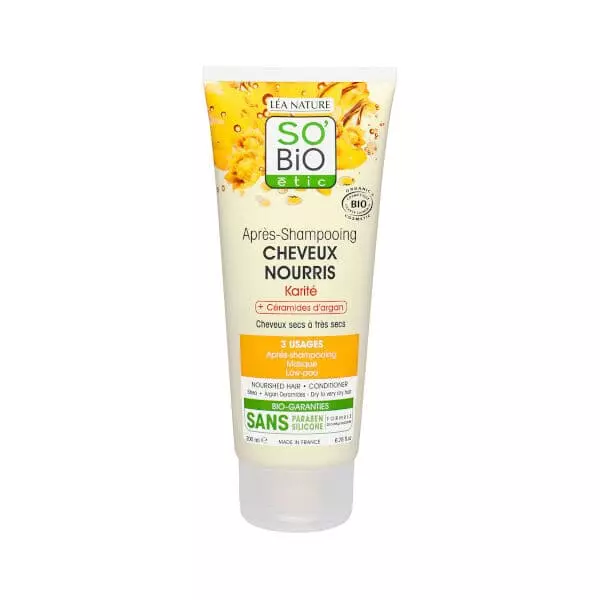 LÉA NATURE
SO'
BiO
étic
ORGANIC
BIO
COSMETIC
Après-Shampooing
CHEVEUX
NOURRIS
Karité
+ Céramides d'argan
Cheveux secs à très secs
3 USAGES
Après-shampooing
Masque
Low-poo
NOURISHED HAIR • CONDITIONER
Shea + Argan Ceramides - Dry to very dry hair
BIO-GARANTIES
SANS PARABEN
SILICONE
FORMULE
200 ml e 6.76 fl.oz
MADE IN FRANCE